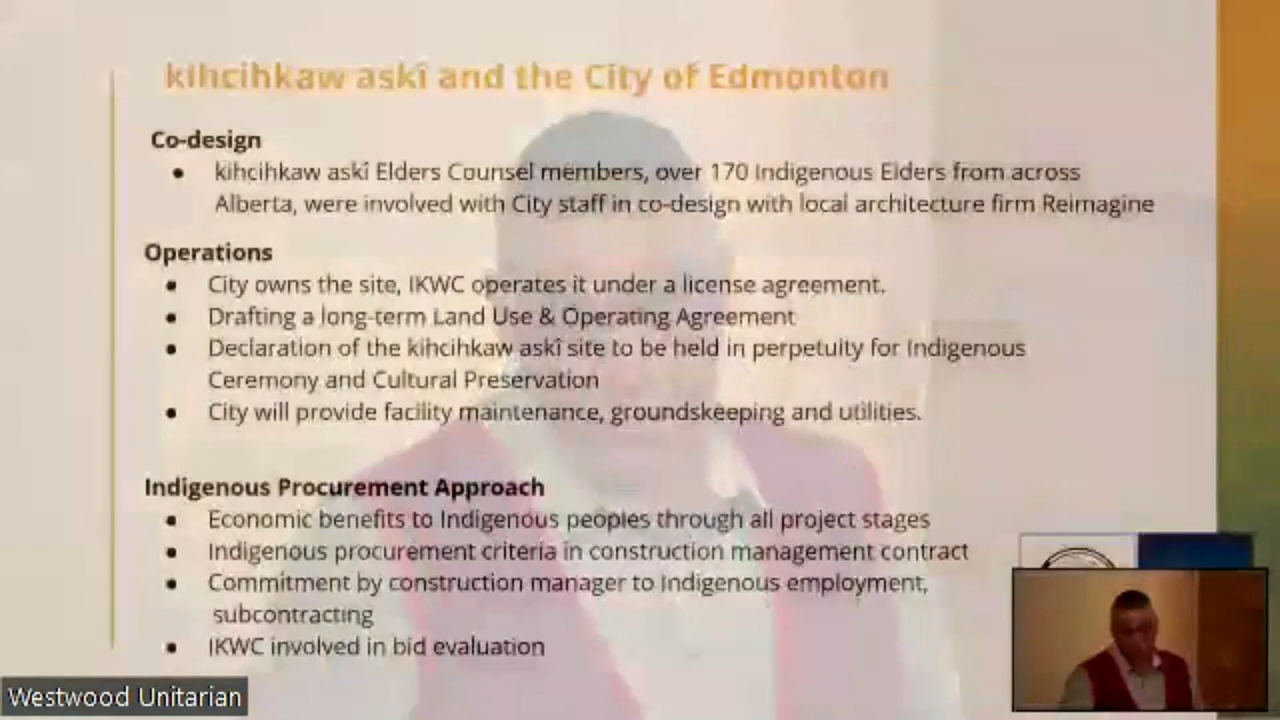 kihcihkaw askî and the City of Edmonton
Co-design
● kihcihkaw askî Elders Counsel members, over 170 Indigenous Elders from across
Alberta, were involved with City staff in co-design with local architecture firm Reimagine
Operations
● City owns the site, IKWC operates it under a license agreement.
● Drafting a long-term Land Use & Operating Agreement
● Declaration of the kihcihkaw askî site to be held in perpetuity for Indigenous
Ceremony and Cultural Preservation
● City will provide facility maintenance, groundskeeping and utilities.
Indigenous Procurement Approach
● Economic benefits to Indigenous peoples through all project stages
● Indigenous procurement criteria in construction management contract
● Commitment by construction manager to Indigenous employment,
subcontracting
● IKWC involved in bid evaluation
Westwood Unitarian